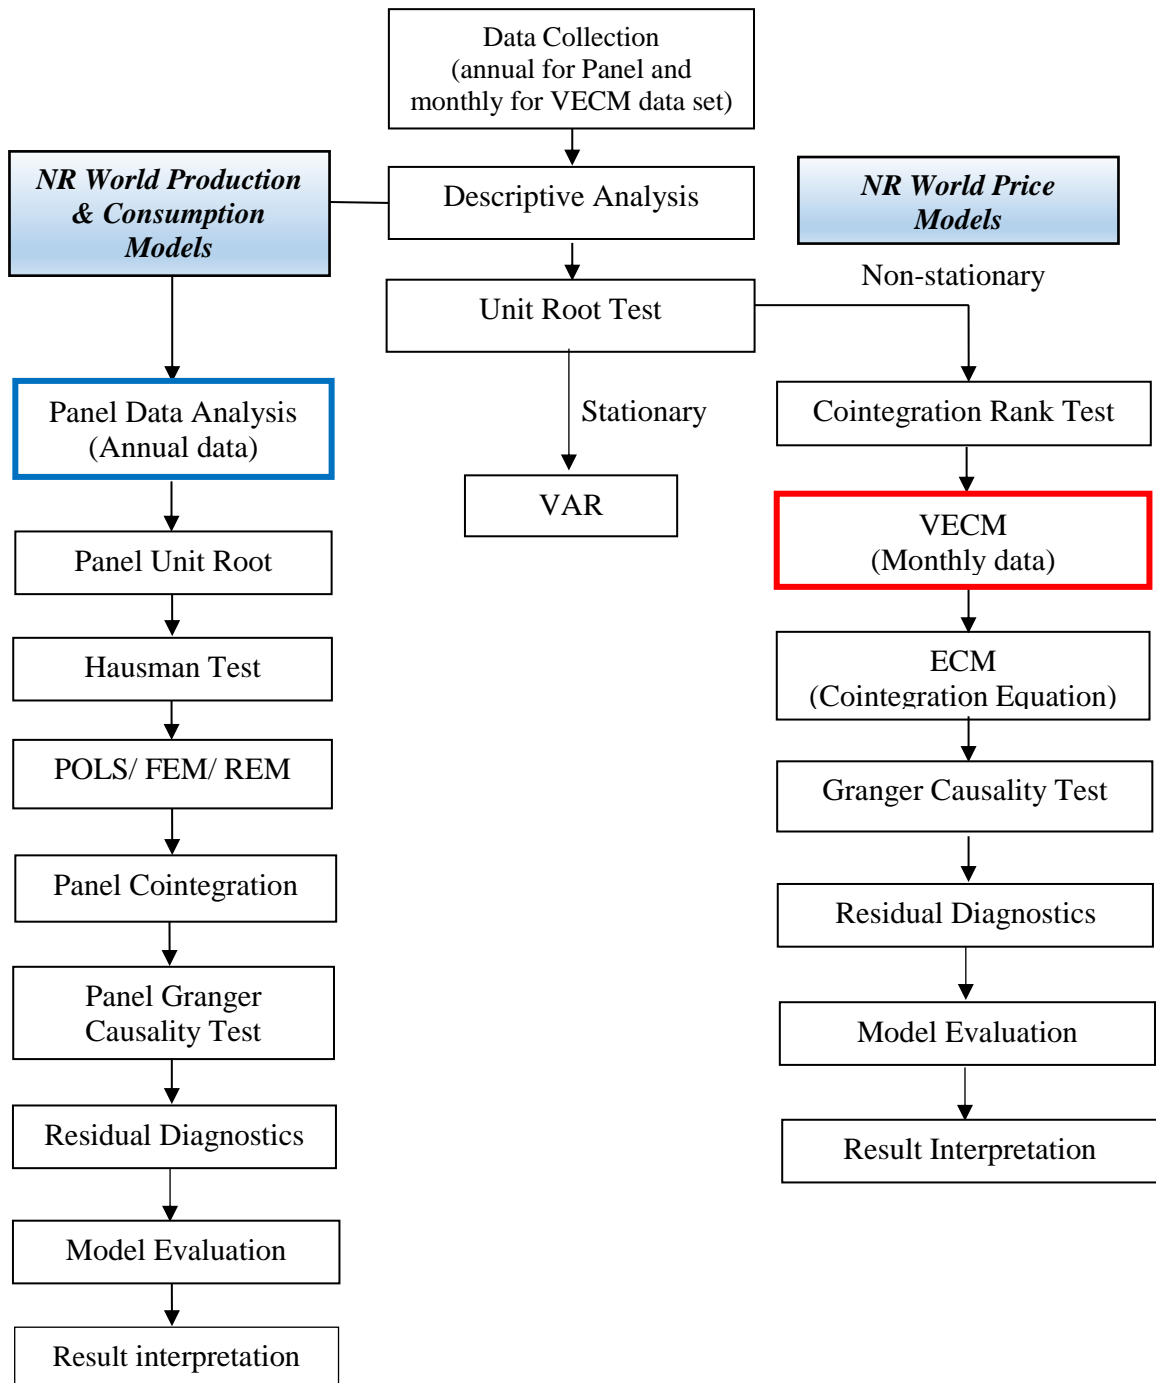 Data Collection
(annual for Panel and
monthly for VECM data set)
NR World Production
& Consumption
Models
Descriptive Analysis
NR World Price
Models
Unit Root Test
Non-stationary
Stationary
VAR
Panel Data Analysis
(Annual data)
Panel Unit Root
Hausman Test
POLS/ FEM/ REM
Panel Cointegration
Panel Granger
Causality Test
Residual Diagnostics
Model Evaluation
Result interpretation
Cointegration Rank Test
VECM
(Monthly data)
ECM
(Cointegration Equation)
Granger Causality Test
Residual Diagnostics
Model Evaluation
Result Interpretation